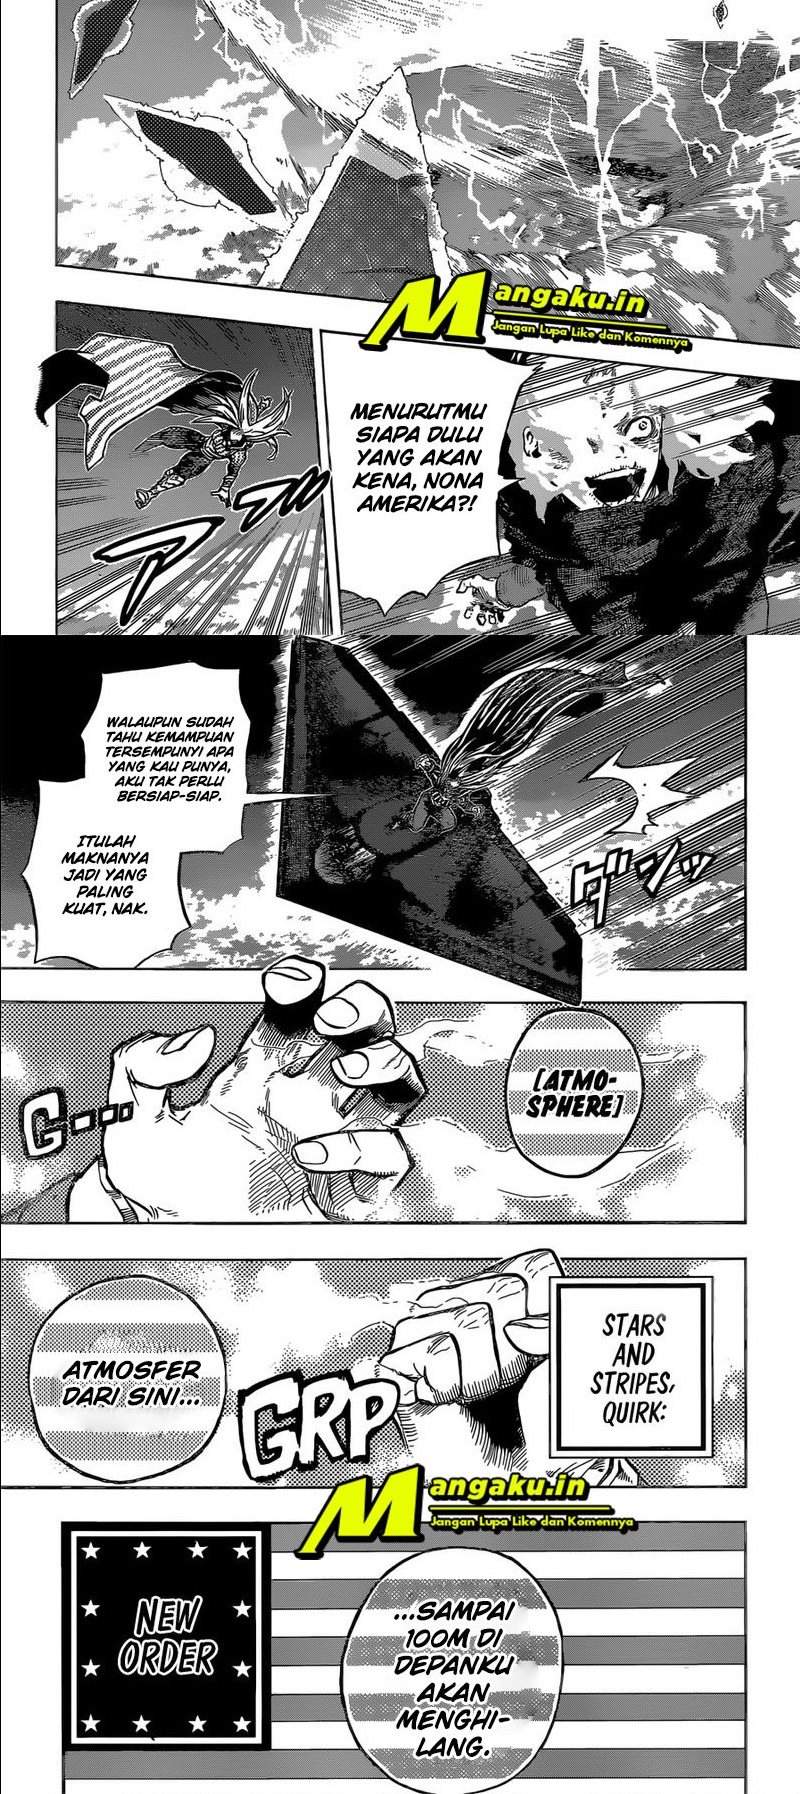 Mangaku.in
Jangan Lupa Like dan Komennya
MENURUTMU
SIAPA DULU
YANG AKAN
KENA, NONA
AMERIKA?!
WALAUPUN SUDAH
TAHU KEMAMPUAN
TERSEMPUNYI APA
YANG KAU PUNYA,
AKU TAK PERLU
BERSIAP-SIAP.
ITULAH
MAKNANYA
JADI YANG
PALING
KUAT, NAK.
ダンッ
[ATMO-
SPHERE]
G...
STARS
AND
STRIPES,
QUIRK:
ATMOSFER
DARI SINI...
GRP
Mangaku.in
Jangan Lupa Like dan Komennya
NEW
ORDER
...SAMPAI
100M DI
DEPANKU
AKAN
MENGHI-
LANG.